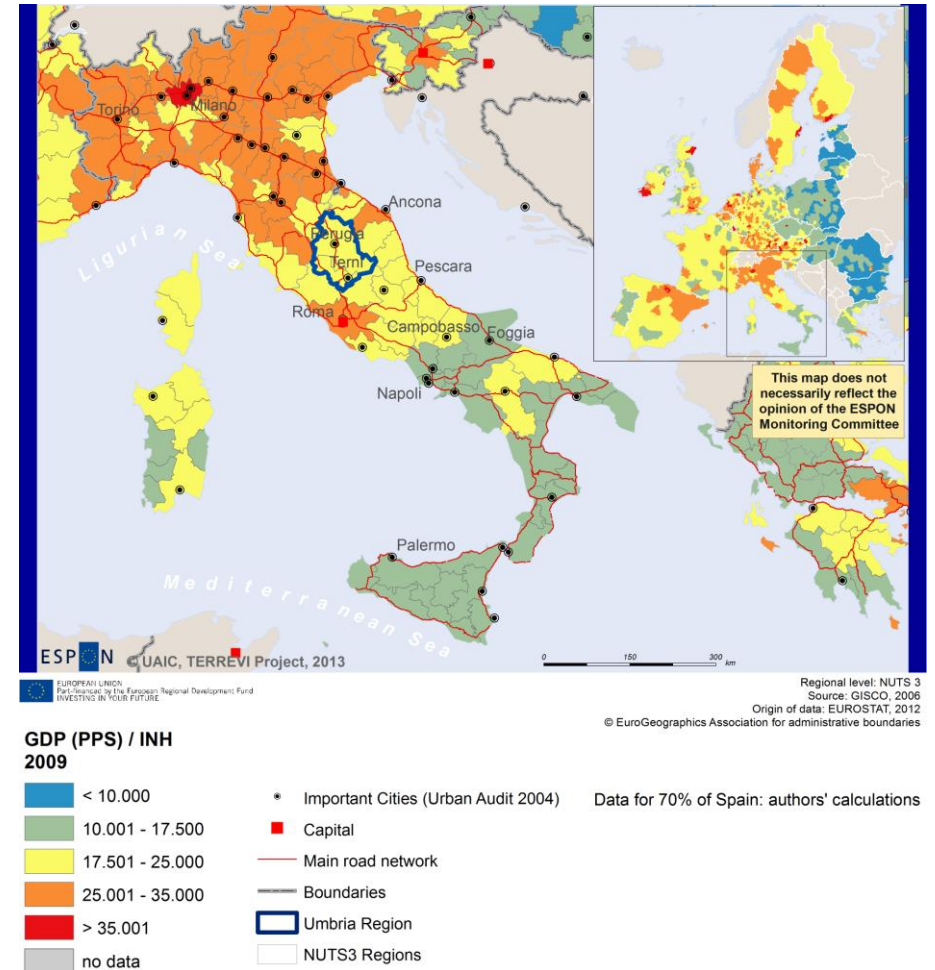 Torino
Milano
Ancona
Perugia
Terni
Pescara
Roma
Campobasso
Foggia
Napoli
Palermo
Ligurian Sea
Mediterranean Sea
This map does not
necessarily reflect the
opinion of the ESPON
Monitoring Committee
ESPON
© UAIC, TERREVI Project, 2013
0 150 300
km
EUROPEAN UNION
Part-financed by the European Regional Development Fund
INVESTING IN YOUR FUTURE
Regional level: NUTS 3
Source: GISCO, 2006
Origin of data: EUROSTAT, 2012
© EuroGeographics Association for administrative boundaries
GDP (PPS) / INH
2009
< 10.000
10.001 - 17.500
17.501 - 25.000
25.001 - 35.000
> 35.001
no data
Important Cities (Urban Audit 2004)
Capital
Main road network
Boundaries
Umbria Region
NUTS3 Regions
Data for 70% of Spain: authors' calculations